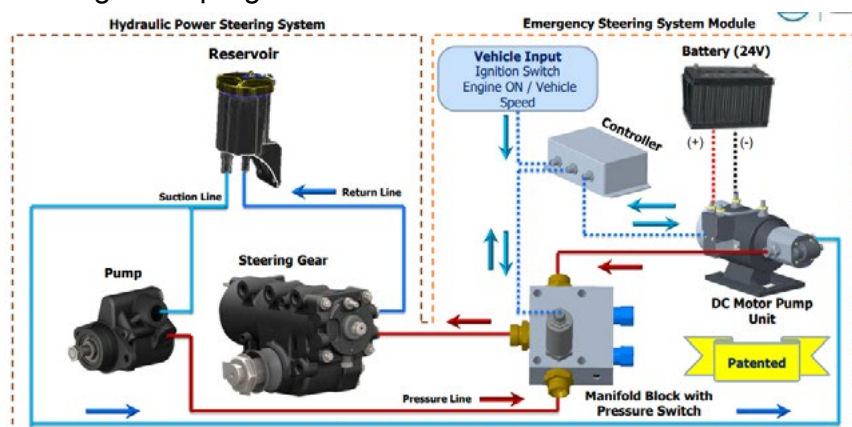 Hydraulic Power Steering System
Emergency Steering System Module
Reservoir
Vehicle Input
Ignition Switch
Engine ON / Vehicle
Speed
Battery (24V)
Controller
(+)
(-)
Suction Line
Return Line
Pump
Steering Gear
DC Motor Pump
Unit
Patented
Pressure Line
Manifold Block with
Pressure Switch